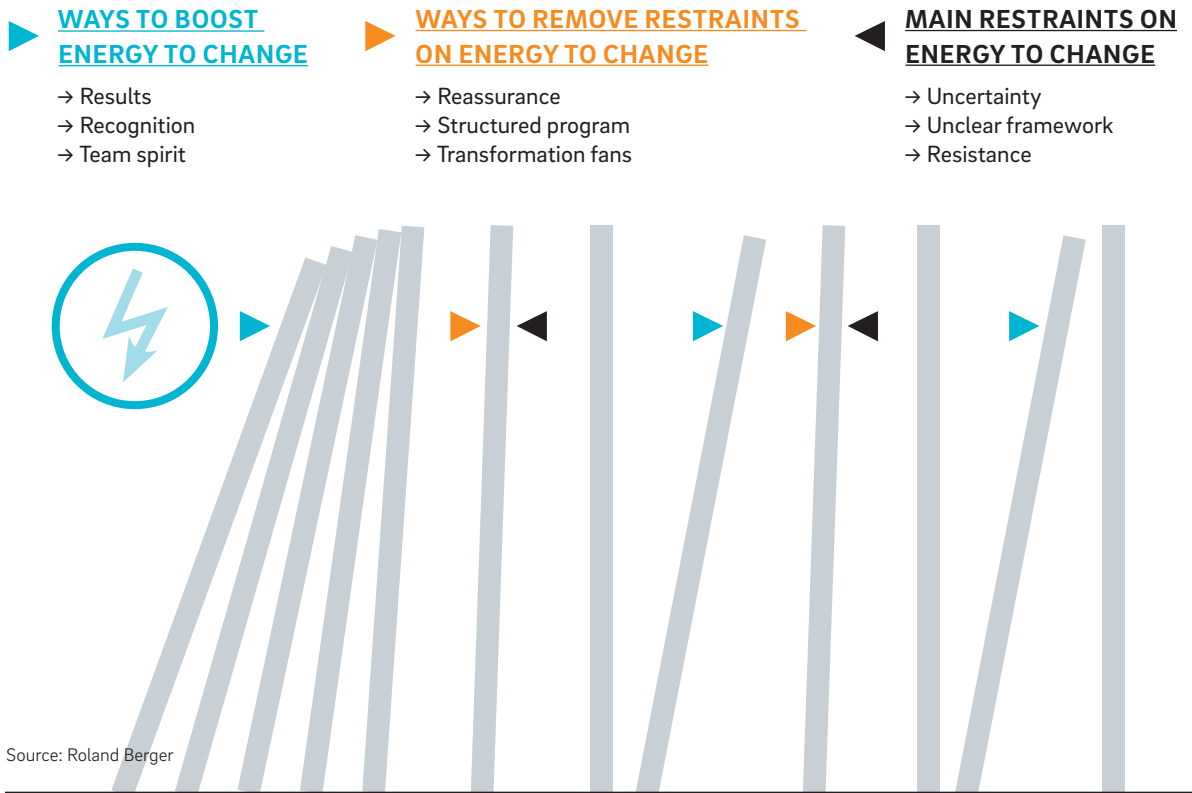 WAYS TO BOOST
ENERGY TO CHANGE
→ Results
→ Recognition
→ Team spirit
WAYS TO REMOVE RESTRAINTS
ON ENERGY TO CHANGE
→ Reassurance
→ Structured program
→ Transformation fans
MAIN RESTRAINTS ON
ENERGY TO CHANGE
→ Uncertainty
→ Unclear framework
→ Resistance
Source: Roland Berger